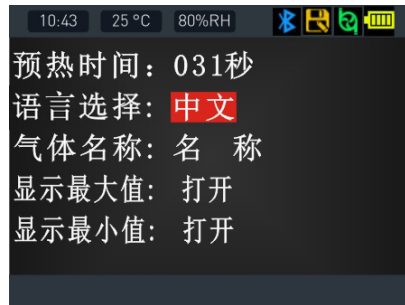 10:43 25 °C 80%RH
预热时间：031秒
语言选择: 中文
气体名称: 名 称
显示最大值: 打开
显示最小值: 打开